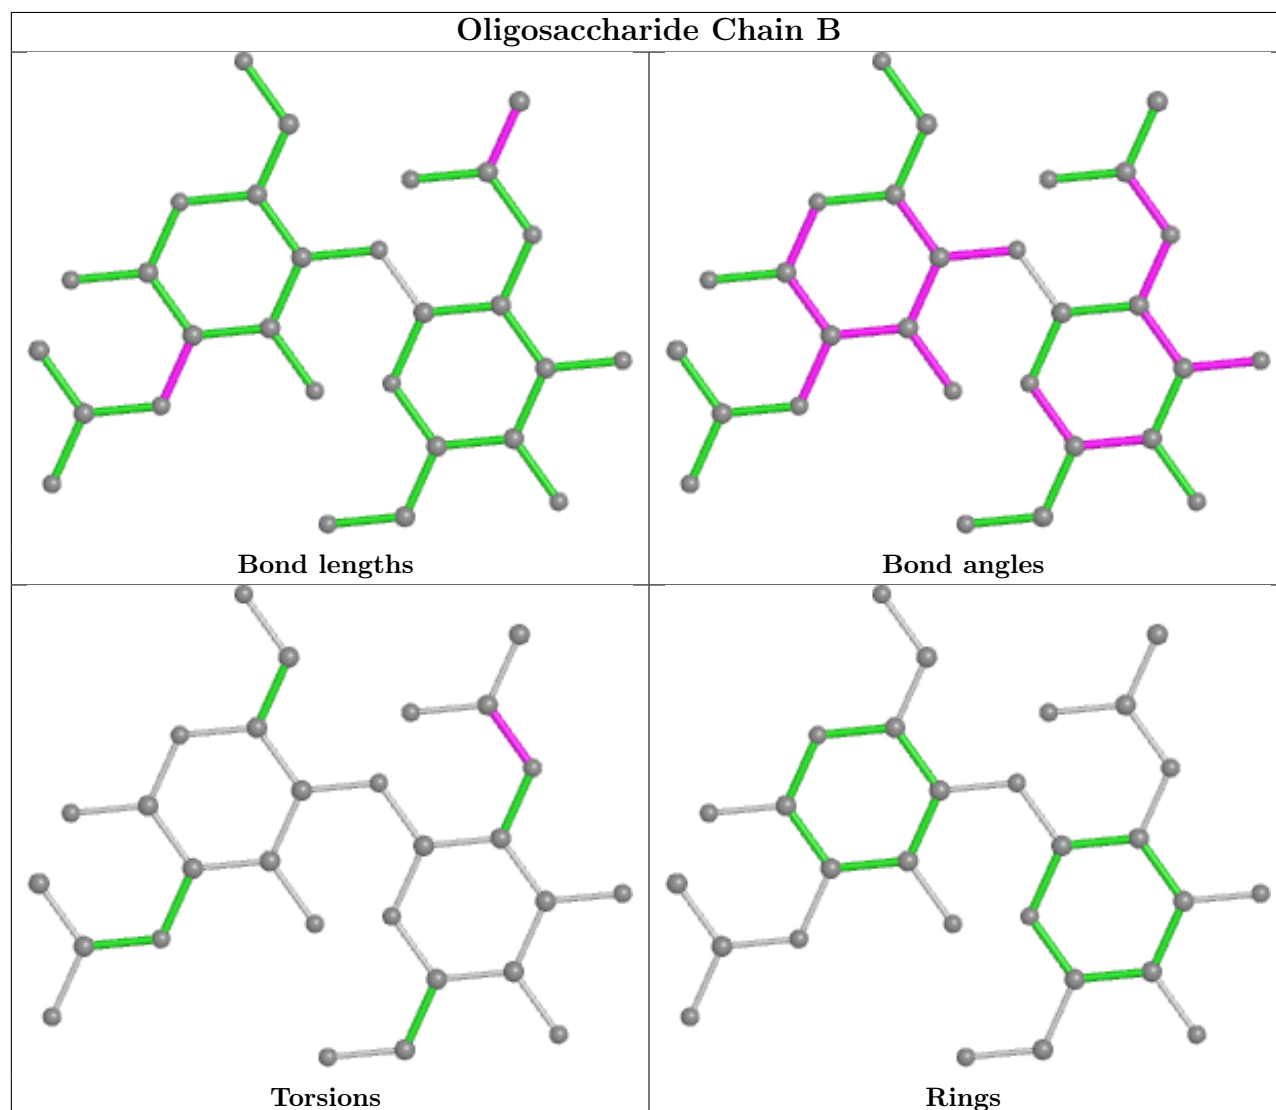 Oligosaccharide Chain B
Bond lengths
Bond angles
Torsions
Rings